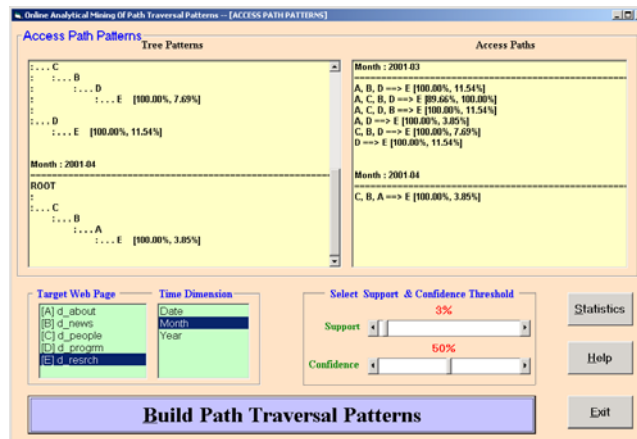 Online Analytical Mining Of Path Traversal Patterns -- [ACCESS PATH PATTERNS]
Access Path Patterns
Tree Patterns
:...C
: :...B
: :...D
: :...E [100.00%, 7.69%]
:
:...D
:...E [100.00%, 11.54%]
Month : 2001-04
ROOT
:
:...C
:...B
:...A
:...E [100.00%, 3.85%]
Access Paths
Month : 2001-03
A, B, D ==> E [100.00%, 11.54%]
A, C, B, D ==> E [89.66%, 100.00%]
A, C, D, B ==> E [100.00%, 11.54%]
A, D ==> E [100.00%, 3.85%]
C, B, D ==> E [100.00%, 7.69%]
D ==> E [100.00%, 11.54%]
Month : 2001-04
C, B, A ==> E [100.00%, 3.85%]
Target Web Page
[A] d_about
[B] d_news
[C] d_people
[D] d_progrm
[E] d_resrch
Time Dimension
Date
Month
Year
Select Support & Confidence Threshold
3%
Support
50%
Confidence
Statistics
Help
Build Path Traversal Patterns
Exit